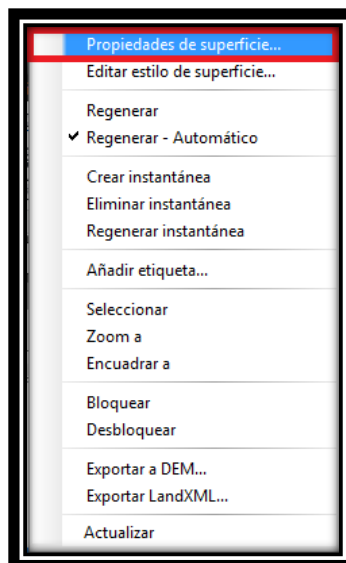 Propiedades de superficie...
Editar estilo de superficie...
Regenerar
Regenerar - Automático
Crear instantánea
Eliminar instantánea
Regenerar instantánea
Añadir etiqueta...
Seleccionar
Zoom a
Encuadrar a
Bloquear
Desbloquear
Exportar a DEM...
Exportar LandXML...
Actualizar